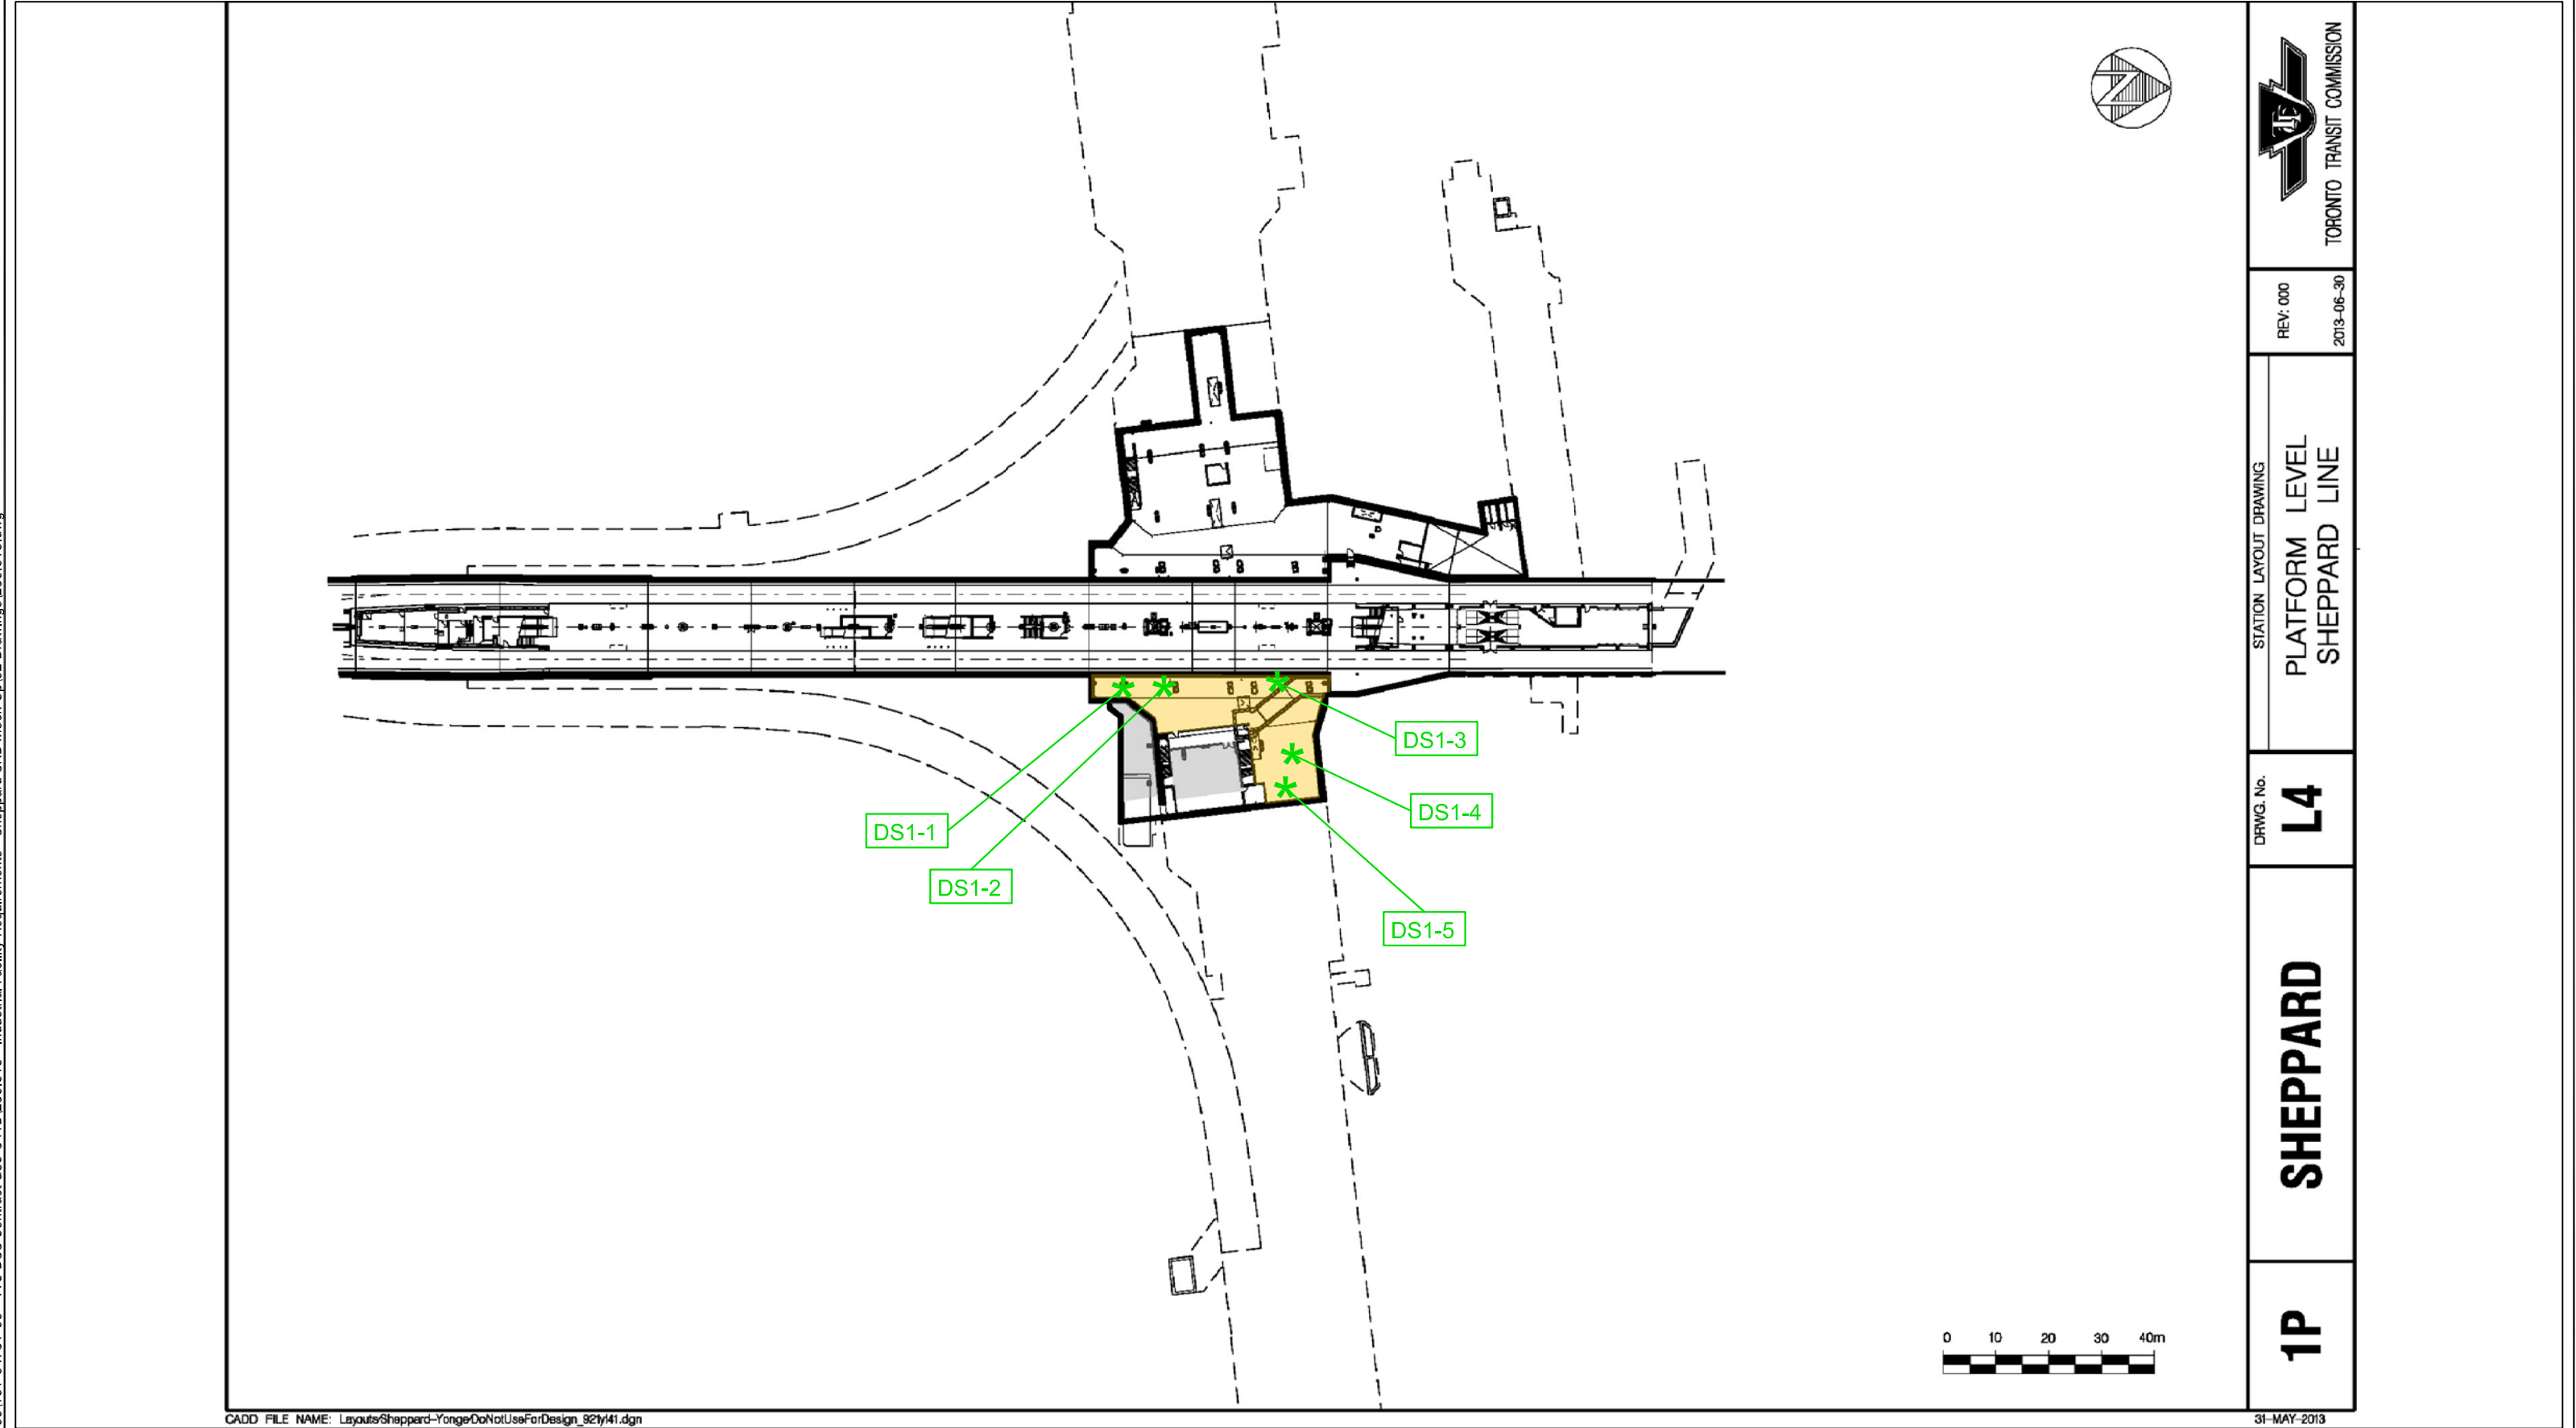 TORONTO TRANSIT COMMISSION
REV: 000
2013-06-30
STATION LAYOUT DRAWING
PLATFORM LEVEL
SHEPPARD LINE
DRWG. No.
L4
SHEPPARD
1P
N
DS1-1
DS1-2
DS1-3
DS1-4
DS1-5
0 10 20 30 40m
CADD FILE NAME: Layouts/Sheppard-Yonge/DoNotUseForDesign_921yl41.dgn
31-MAY-2013